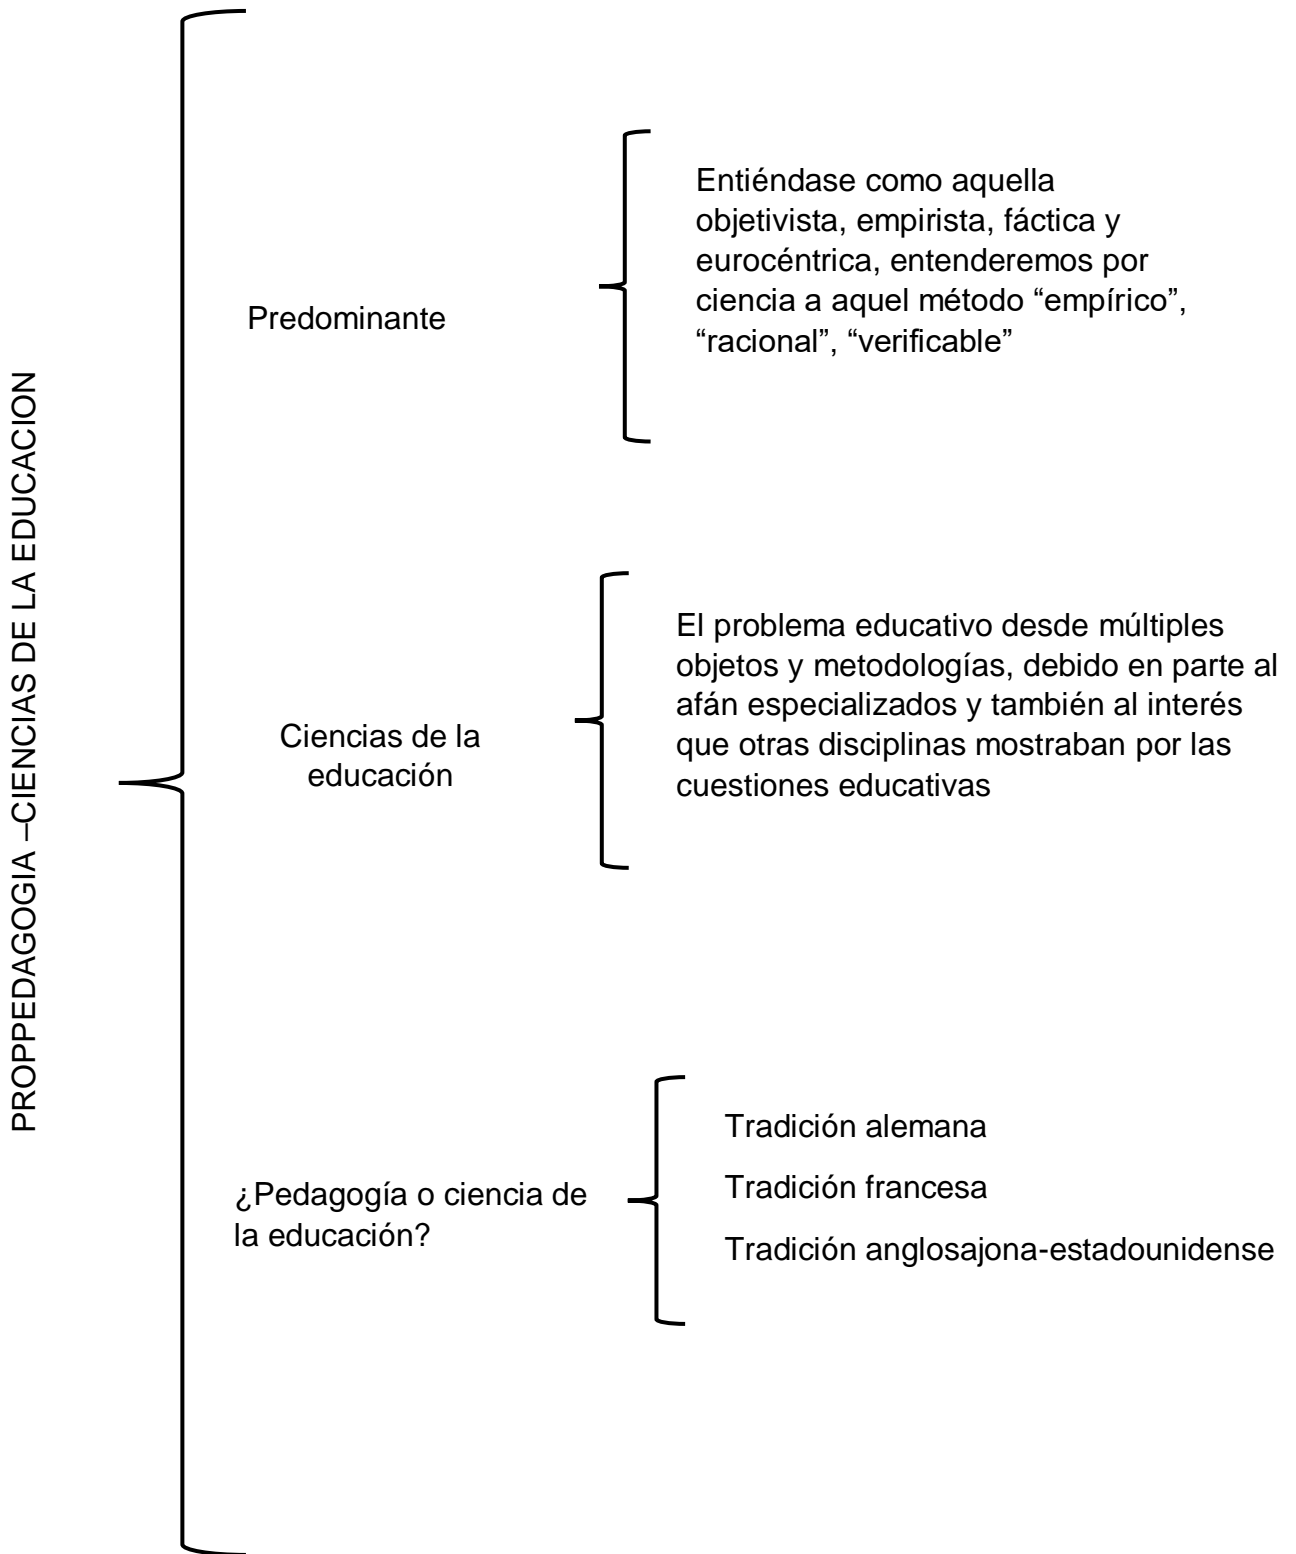 PROPPEDAGOGIA –CIENCIAS DE LA EDUCACION
Predominante
Entiéndase como aquella
objetivista, empirista, fáctica y
eurocéntrica, entenderemos por
ciencia a aquel método “empírico”,
“racional”, “verificable”
Ciencias de la
educación
El problema educativo desde múltiples
objetos y metodologías, debido en parte al
afán especializados y también al interés
que otras disciplinas mostraban por las
cuestiones educativas
¿Pedagogía o ciencia de
la educación?
Tradición alemana
Tradición francesa
Tradición anglosajona-estadounidense